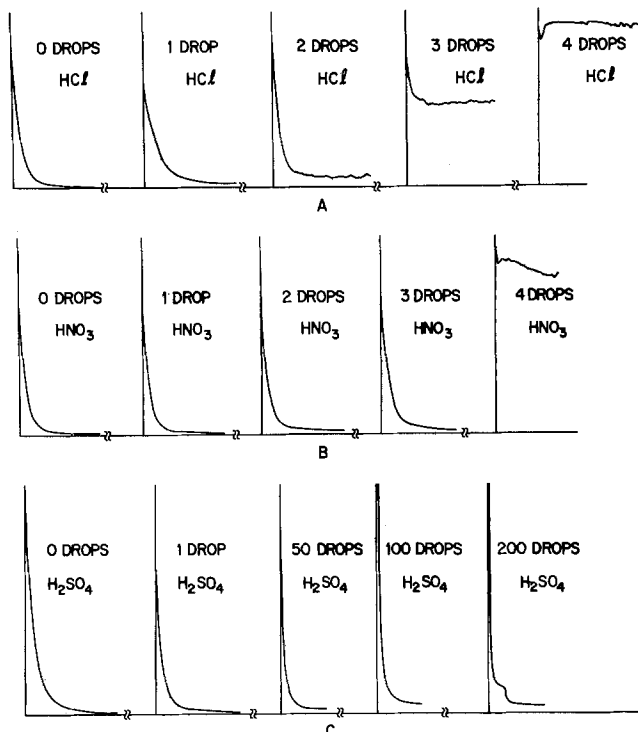 0 DROPS 1 DROP 2 DROPS 3 DROPS 4 DROPS
HCl HCl HCl HCl HCl
A
0 DROPS 1 DROP 2 DROPS 3 DROPS 4 DROPS
HNO₃ HNO₃ HNO₃ HNO₃ HNO₃
B
0 DROPS 1 DROP 50 DROPS 100 DROPS 200 DROPS
H₂SO₄ H₂SO₄ H₂SO₄ H₂SO₄ H₂SO₄
C